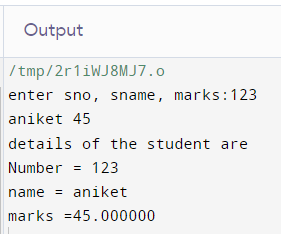 Output
/tmp/2r1iWJ8MJ7.o
enter sno, sname, marks:123
aniket 45
details of the student are
Number = 123
name = aniket
marks =45.000000